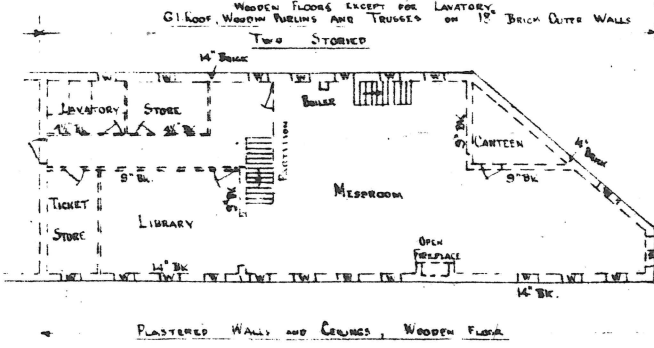 WOODEN FLOORS EXCEPT FOR LAVATORY
G.I. ROOF, WOODEN PURLINS AND TRUSSES ON 18" BRICK OUTER WALLS
TWO STORIED
14" BRICK
W W W W W W W W
LAVATORY
STORE
BOILER
PARTITION
9" BK
CANTEEN
4" BRICK
9" BK
9" BK
9" BK
MESSROOM
TICKET
STORE
LIBRARY
OPEN
FIREPLACE
14" BK
W W W W W W W W W W W W
14" BK.
PLASTERED WALLS AND CEILINGS, WOODEN FLOOR